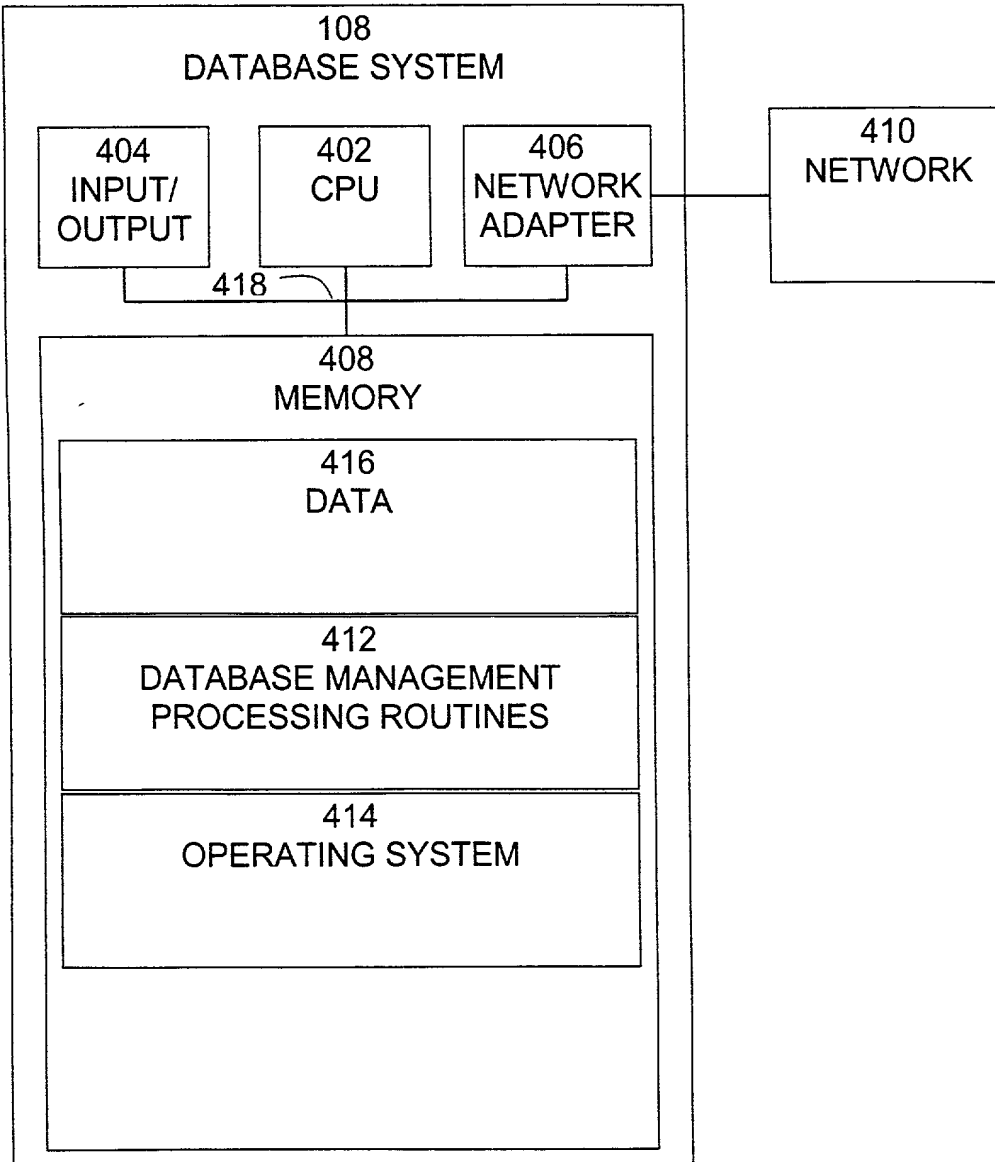 108
DATABASE SYSTEM
404
INPUT/
OUTPUT
402
CPU
406
NETWORK
ADAPTER
410
NETWORK
418
408
MEMORY
416
DATA
412
DATABASE MANAGEMENT
PROCESSING ROUTINES
414
OPERATING SYSTEM